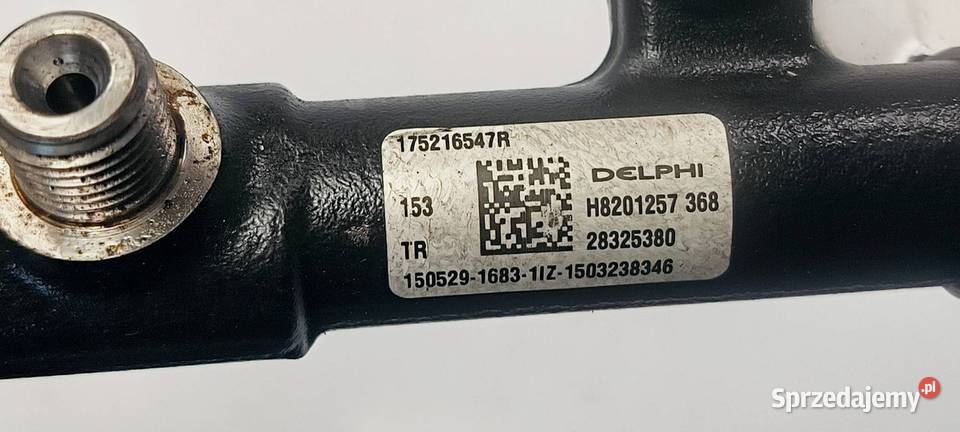 175216547R
DELPHI
153
H8201257 368
TR
28325380
150529-1683-1IZ-1503238346
Sprzedajemy.pl